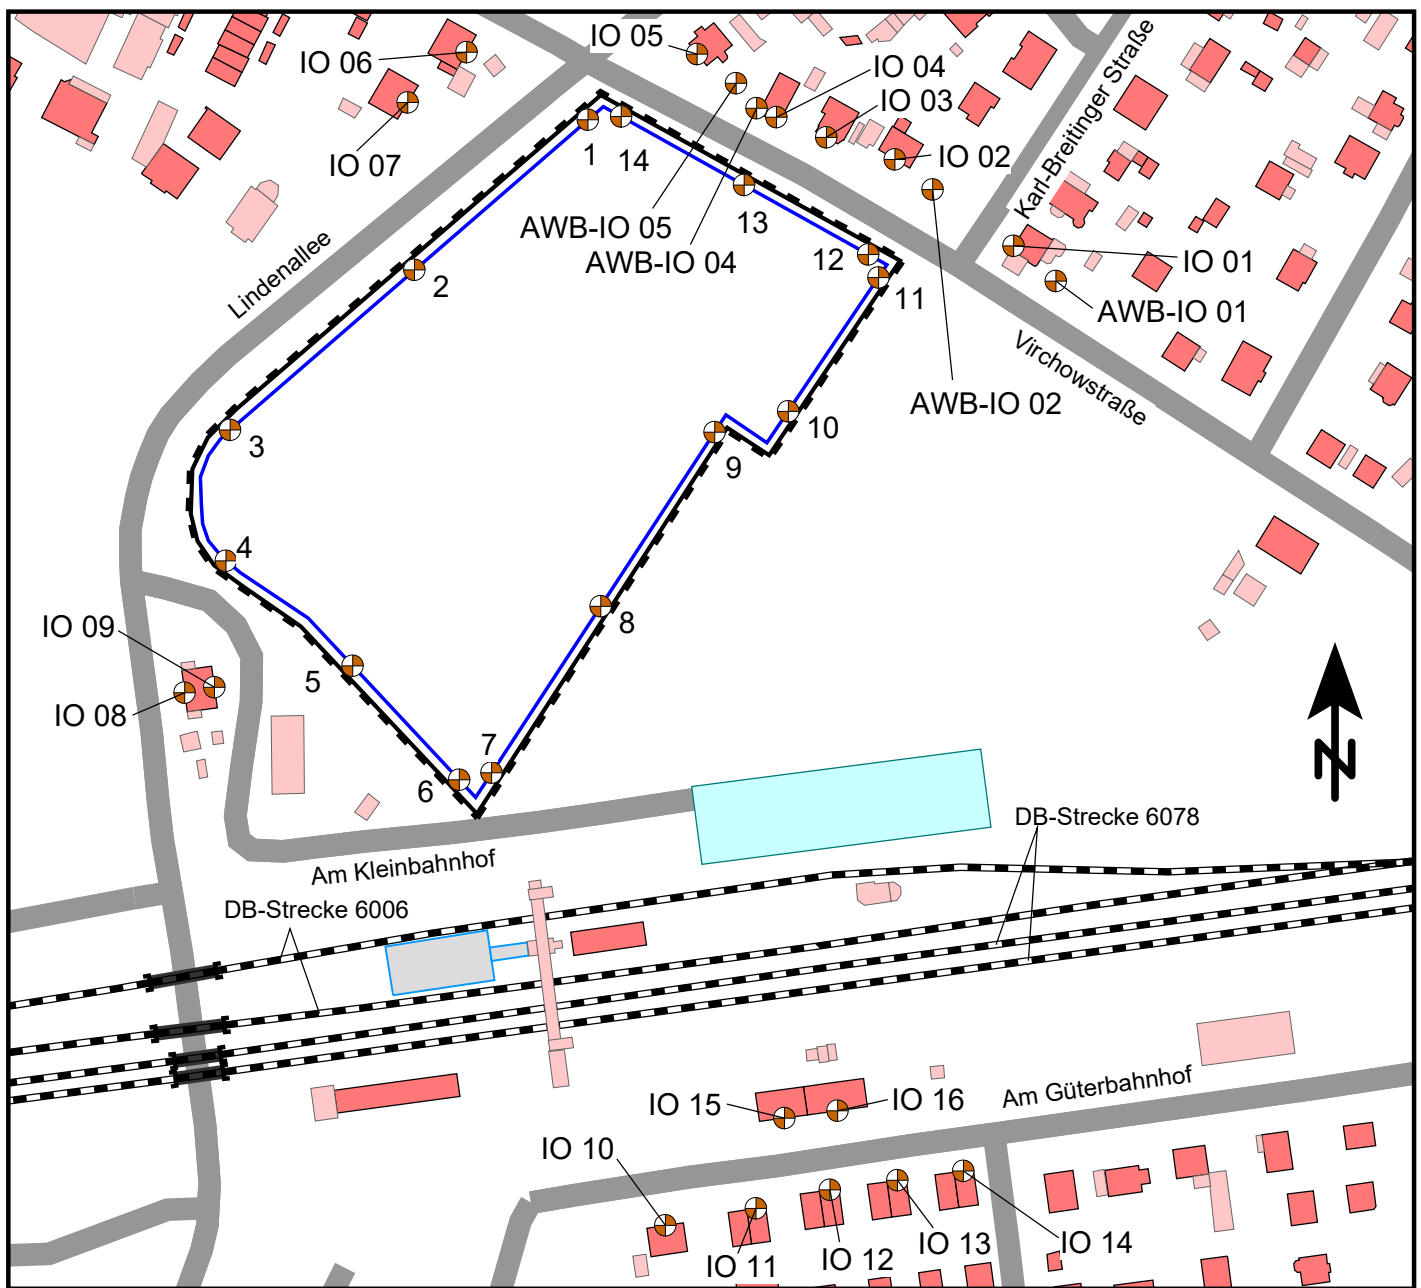 IO 05
IO 06
IO 04
IO 03
IO 07
IO 02
1
14
Karl-Breitinger Straße
13
AWB-IO 05
AWB-IO 04
12
IO 01
11
AWB-IO 01
2
Lindenallee
Virchowstraße
AWB-IO 02
10
3
9
4
8
IO 09
5
IO 08
7
6
N
DB-Strecke 6078
Am Kleinbahnhof
DB-Strecke 6006
Am Güterbahnhof
IO 15
IO 16
IO 10
IO 11
IO 12
IO 13
IO 14